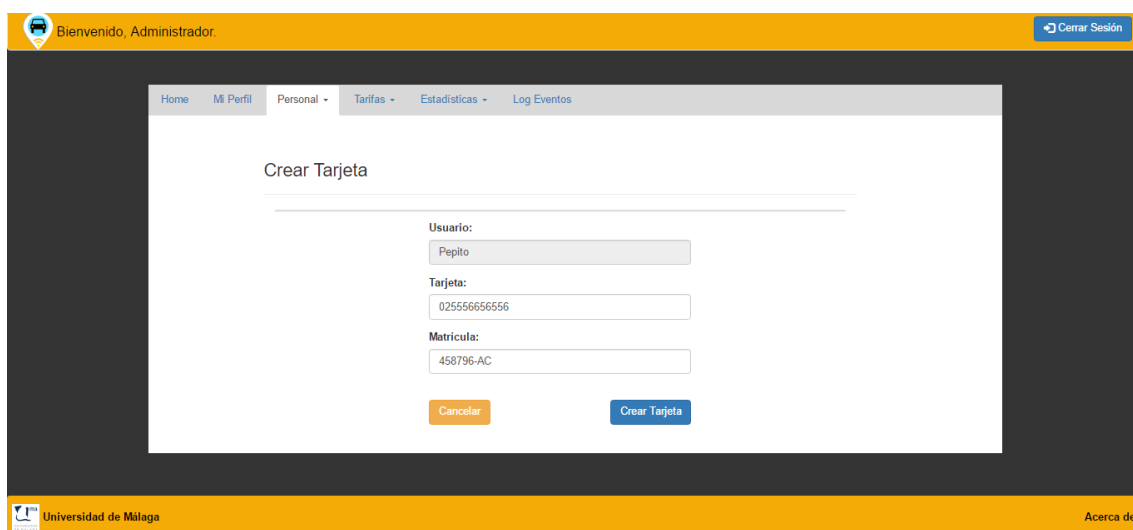 Bienvenido, Administrador.
Cerrar Sesión
Home Mi Perfil Personal Tarifas Estadísticas Log Eventos
Crear Tarjeta
Usuario:
Pepito
Tarjeta:
025556656556
Matricula:
458796-AC
Cancelar Crear Tarjeta
Universidad de Málaga
Acerca de